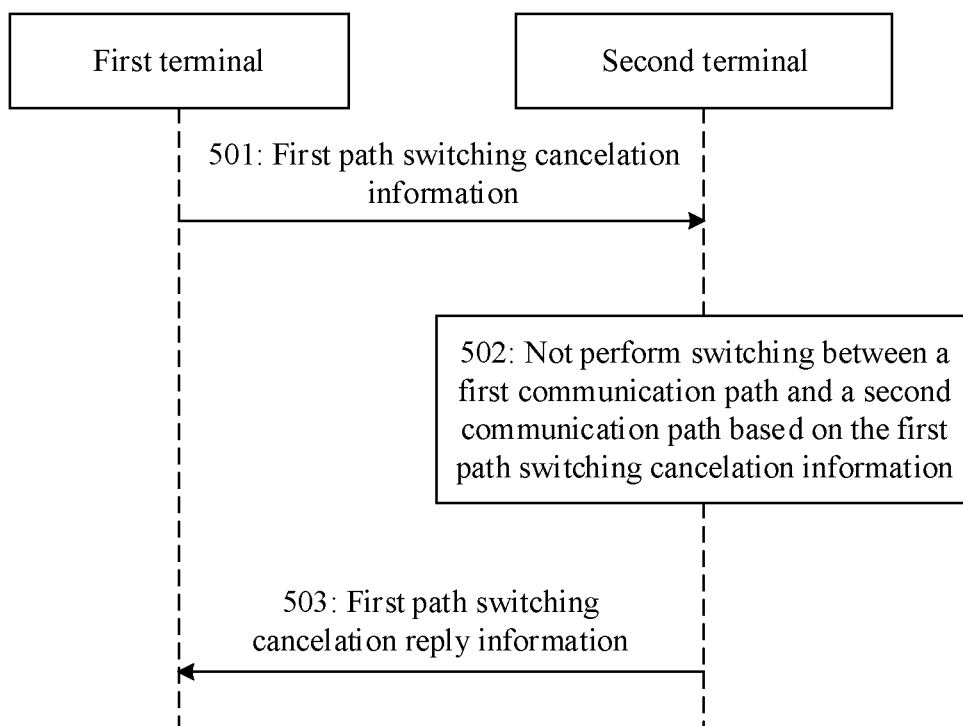 First terminal
Second terminal
501: First path switching cancelation
information
502: Not perform switching between a
first communication path and a second
communication path based on the first
path switching cancelation information
503: First path switching
cancelation reply information